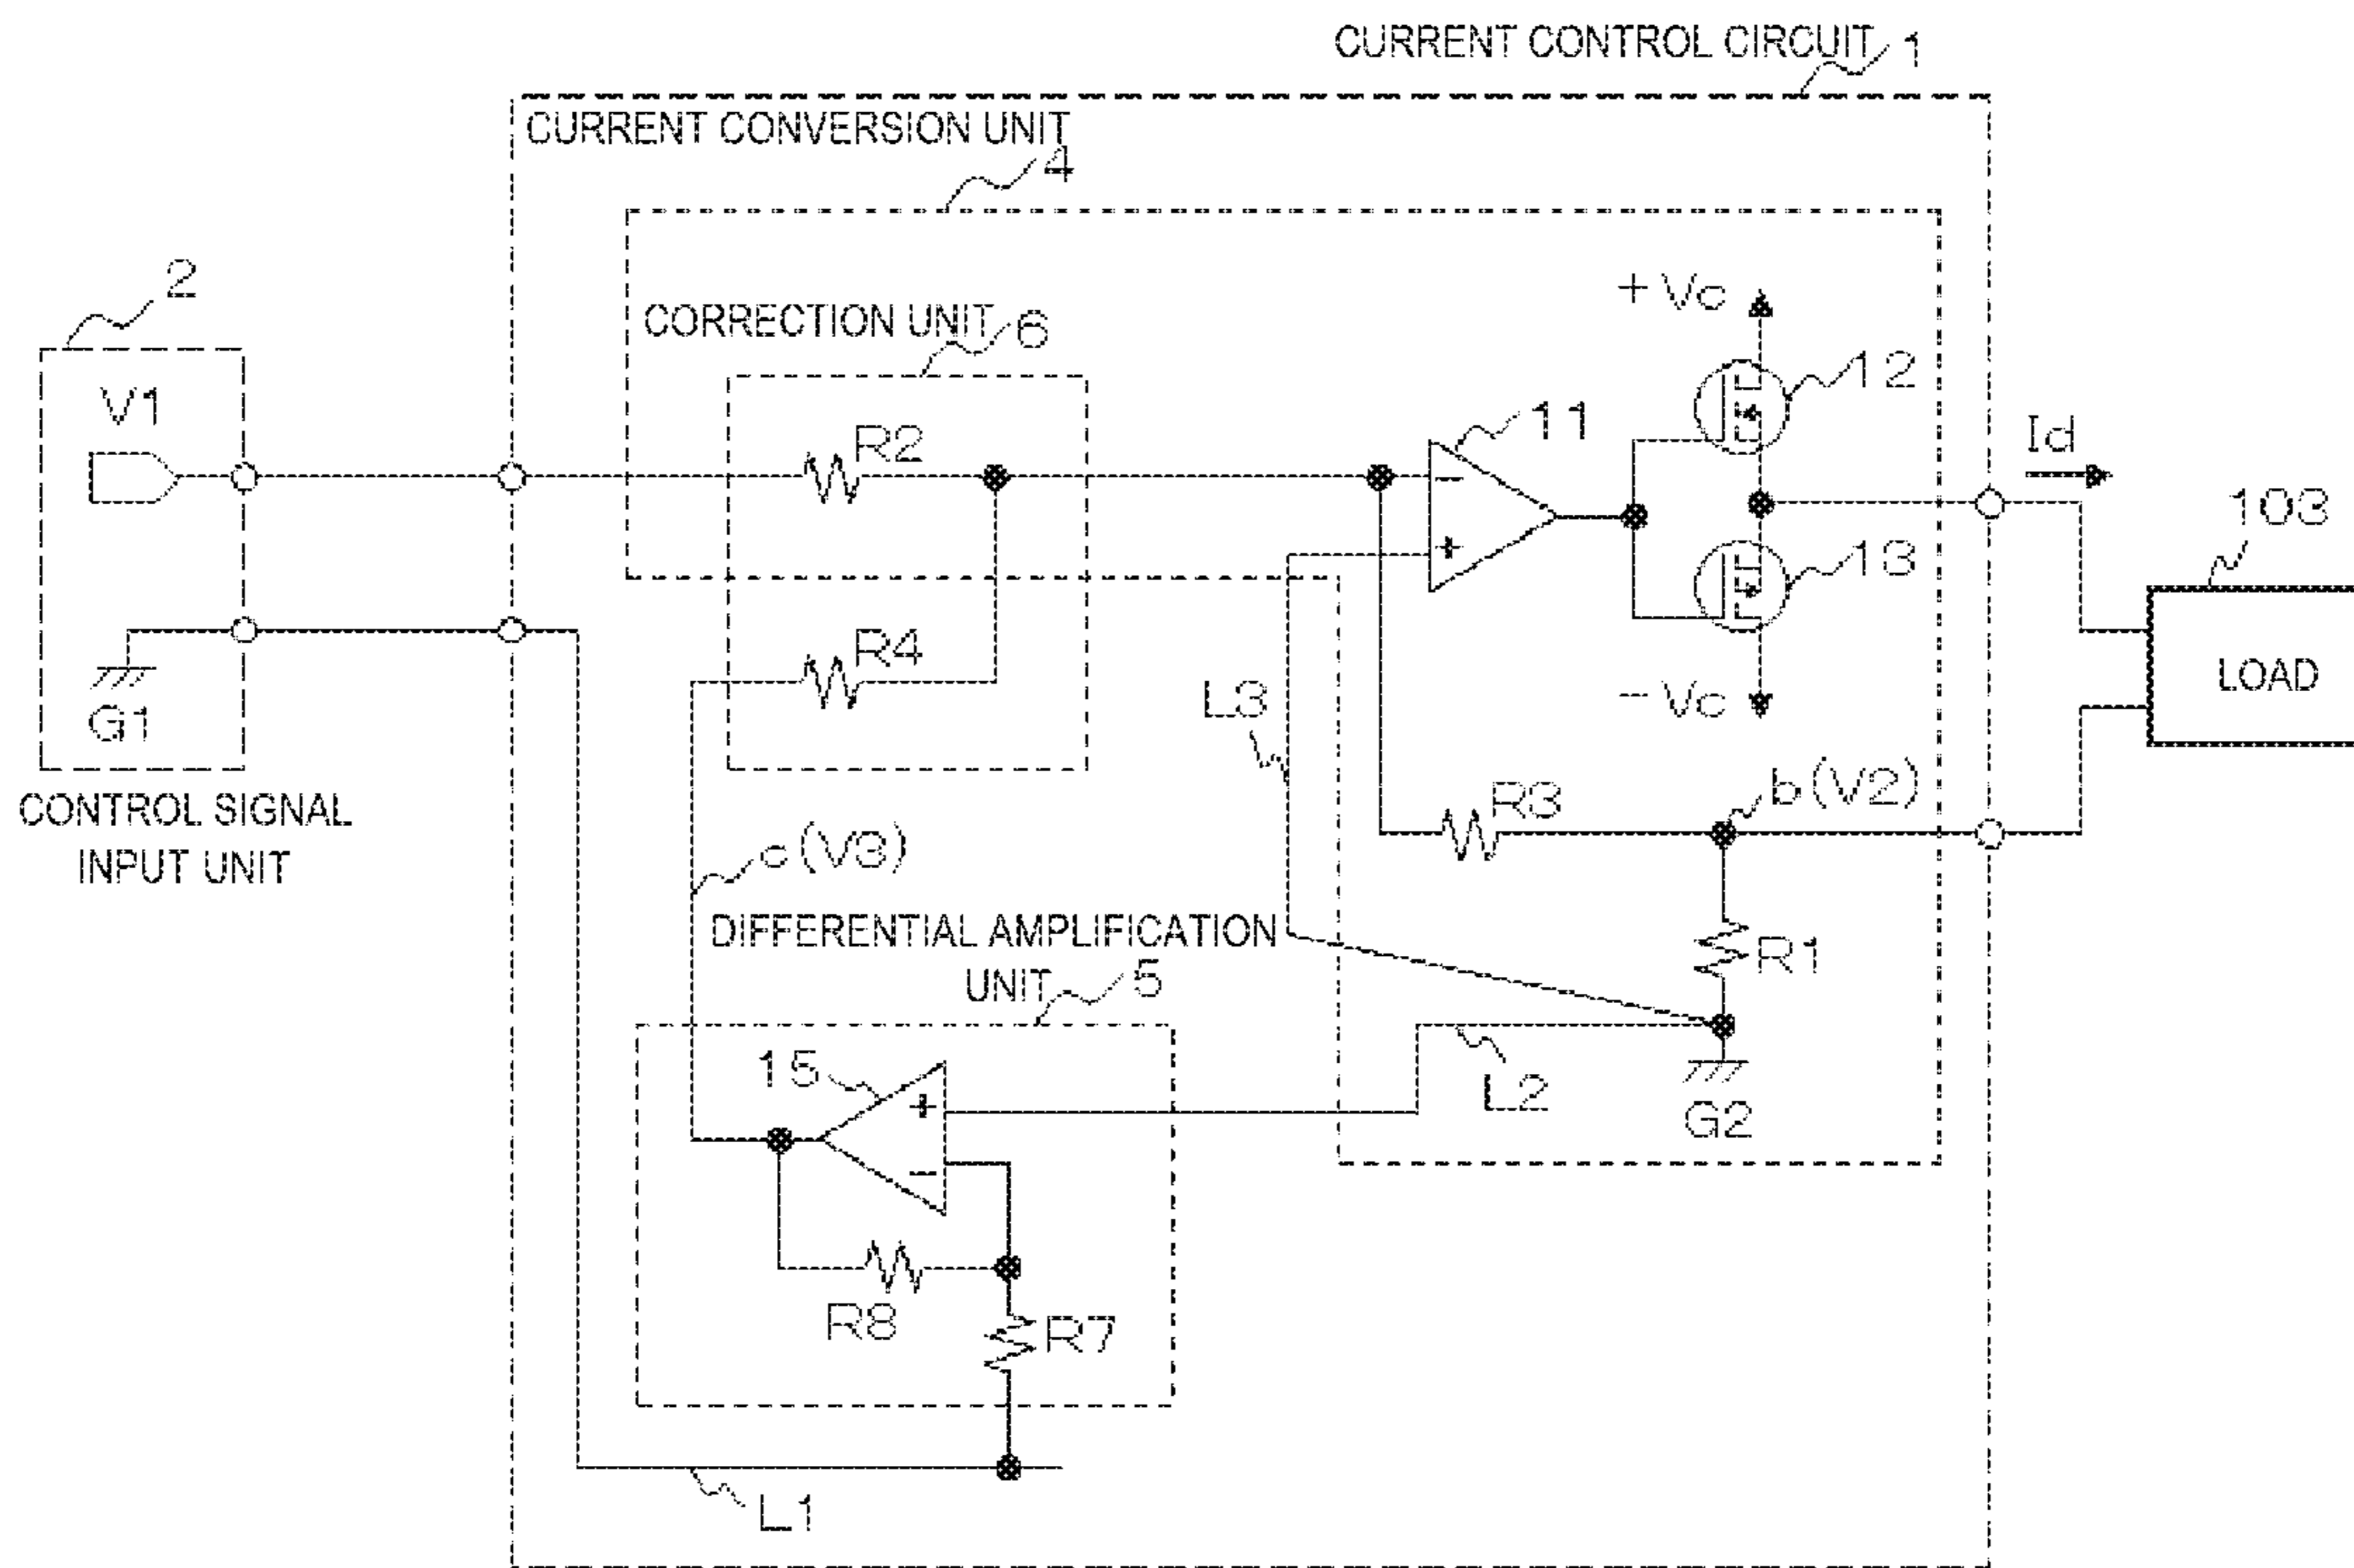 CURRENT CONTROL CIRCUIT 1
CURRENT CONVERSION UNIT
4
2
CORRECTION UNIT 6
+Vc
12
V1
R2
11
Id
103
13
R4
L3
-Vc
LOAD
G1
CONTROL SIGNAL
INPUT UNIT
R3
b(V2)
c(V3)
DIFFERENTIAL AMPLIFICATION
UNIT 5
R1
15
+
-
L2
G2
-
+
R8
R7
L1